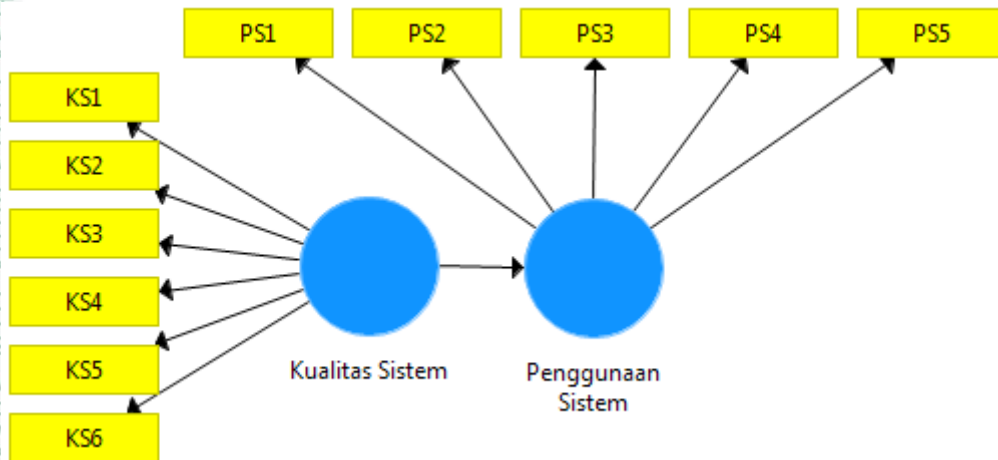 PS1
PS2
PS3
PS4
PS5
KS1
KS2
KS3
KS4
KS5
KS6
Kualitas Sistem
Penggunaan
Sistem